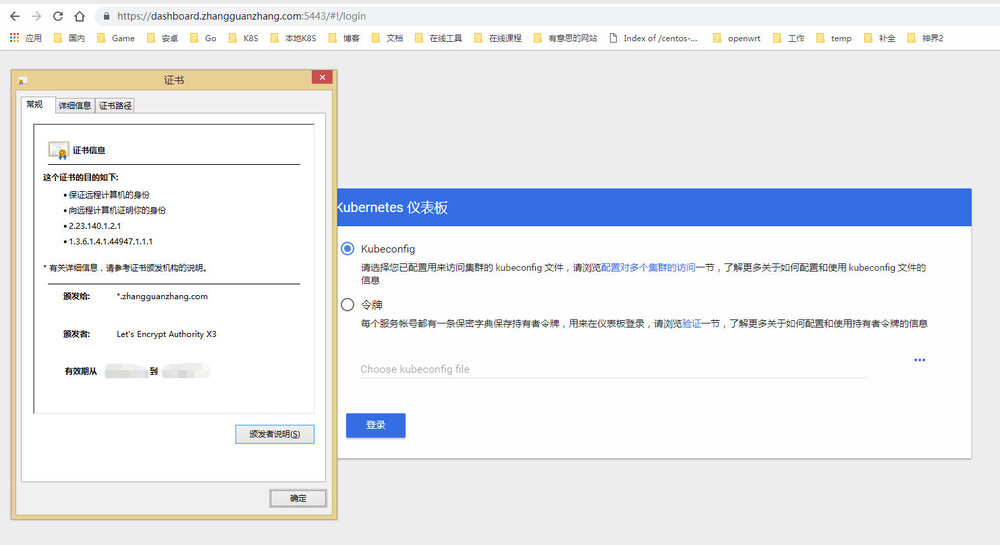 https://dashboard.zhangguanzhang.com:5443/#!/login
应用 国内 Game 安卓 Go K8S 本地K8S 博客 文档 在线工具 在线课程 有意思的网站 Index of /centos-... openwrt 工作 temp 补全 神界2
证书
常规 详细信息 证书路径
证书信息
这个证书的目的如下:
• 保证远程计算机的身份
• 向远程计算机证明你的身份
• 2.23.140.1.2.1
• 1.3.6.1.4.1.44947.1.1.1
* 有关详细信息，请参考证书颁发机构的说明。
颁发给: *.zhangguanzhang.com
颁发者: Let's Encrypt Authority X3
有效期从 到
颁发者说明(S)
确定
Kubernetes 仪表板
Kubeconfig
请选择您已配置用来访问集群的 kubeconfig 文件，请浏览配置对多个集群的访问一节，了解更多关于如何配置和使用 kubeconfig 文件的
信息
令牌
每个服务帐号都有一条保密字典保存持有者令牌，用来在仪表板登录，请浏览验证一节，了解更多关于如何配置和使用持有者令牌的信息
Choose kubeconfig file
登录